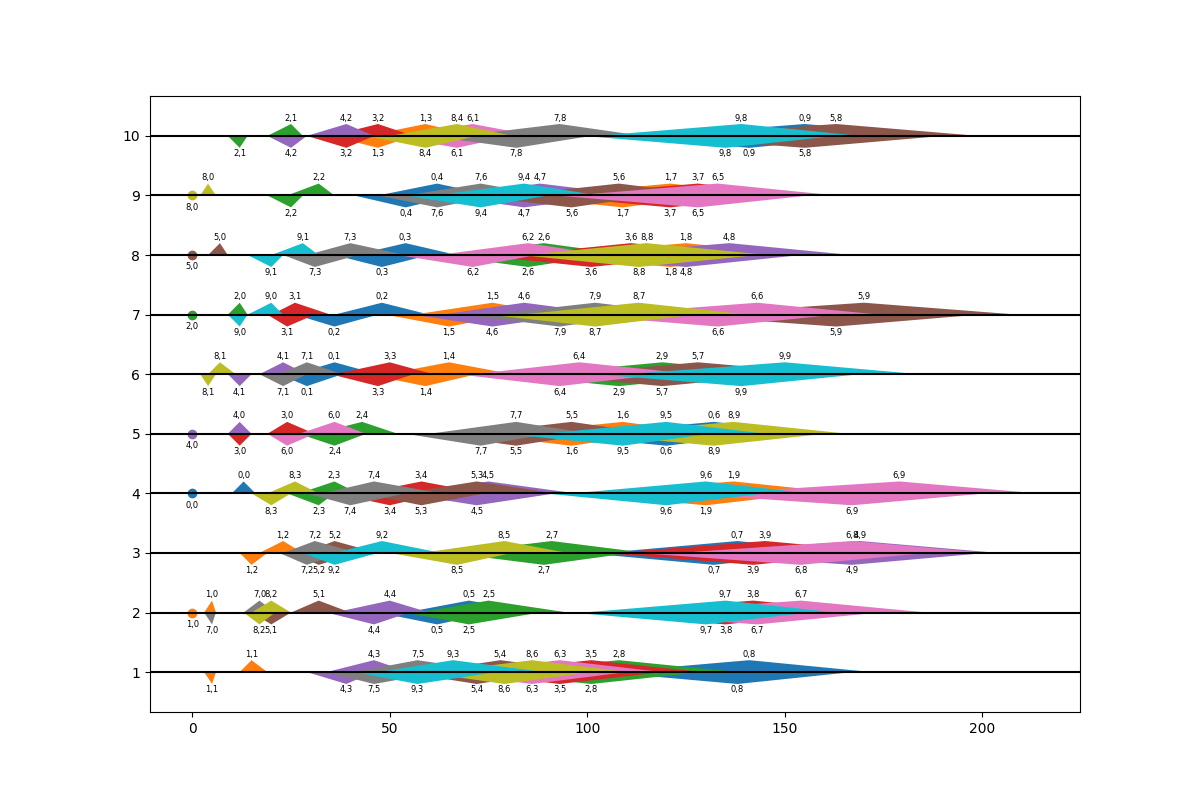 2,1 4,2 3,2 1,3 8,4 6,1 7,8 9,8 0,9 5,8
10
2,1 4,2 3,2 1,3 8,4 6,1 7,8 9,8 0,9 5,8
8,0 2,2 0,4 7,6 9,4 4,7 5,6 1,7 3,7 6,5
9
8,0 2,2 0,4 7,6 9,4 4,7 5,6 1,7 3,7 6,5
5,0 9,1 7,3 0,3 6,2 2,6 3,6 8,8 1,8 4,8
8
5,0 9,1 7,3 0,3 6,2 2,6 3,6 8,8 1,8 4,8
2,0 9,0 3,1 0,2 1,5 4,6 7,9 8,7 6,6 5,9
7
2,0 9,0 3,1 0,2 1,5 4,6 7,9 8,7 6,6 5,9
8,1 4,1 7,1 0,1 3,3 1,4 6,4 2,9 5,7 9,9
6
8,1 4,1 7,1 0,1 3,3 1,4 6,4 2,9 5,7 9,9
4,0 3,0 6,0 2,4 7,7 5,5 1,6 9,5 0,6 8,9
5
4,0 3,0 6,0 2,4 7,7 5,5 1,6 9,5 0,6 8,9
0,0 8,3 2,3 7,4 3,4 5,3 4,5 9,6 1,9 6,9
4
0,0 8,3 2,3 7,4 3,4 5,3 4,5 9,6 1,9 6,9
1,2 7,2 5,2 9,2 8,5 2,7 0,7 3,9 6,8 4,9
3
1,2 7,2 5,2 9,2 8,5 2,7 0,7 3,9 6,8 4,9
1,0 7,0 8,2 5,1 4,4 0,5 2,5 9,7 3,8 6,7
2
1,0 7,0 8,2 5,1 4,4 0,5 2,5 9,7 3,8 6,7
1,1 4,3 7,5 9,3 5,4 8,6 6,3 3,5 2,8 0,8
1
1,1 4,3 7,5 9,3 5,4 8,6 6,3 3,5 2,8 0,8
0 50 100 150 200